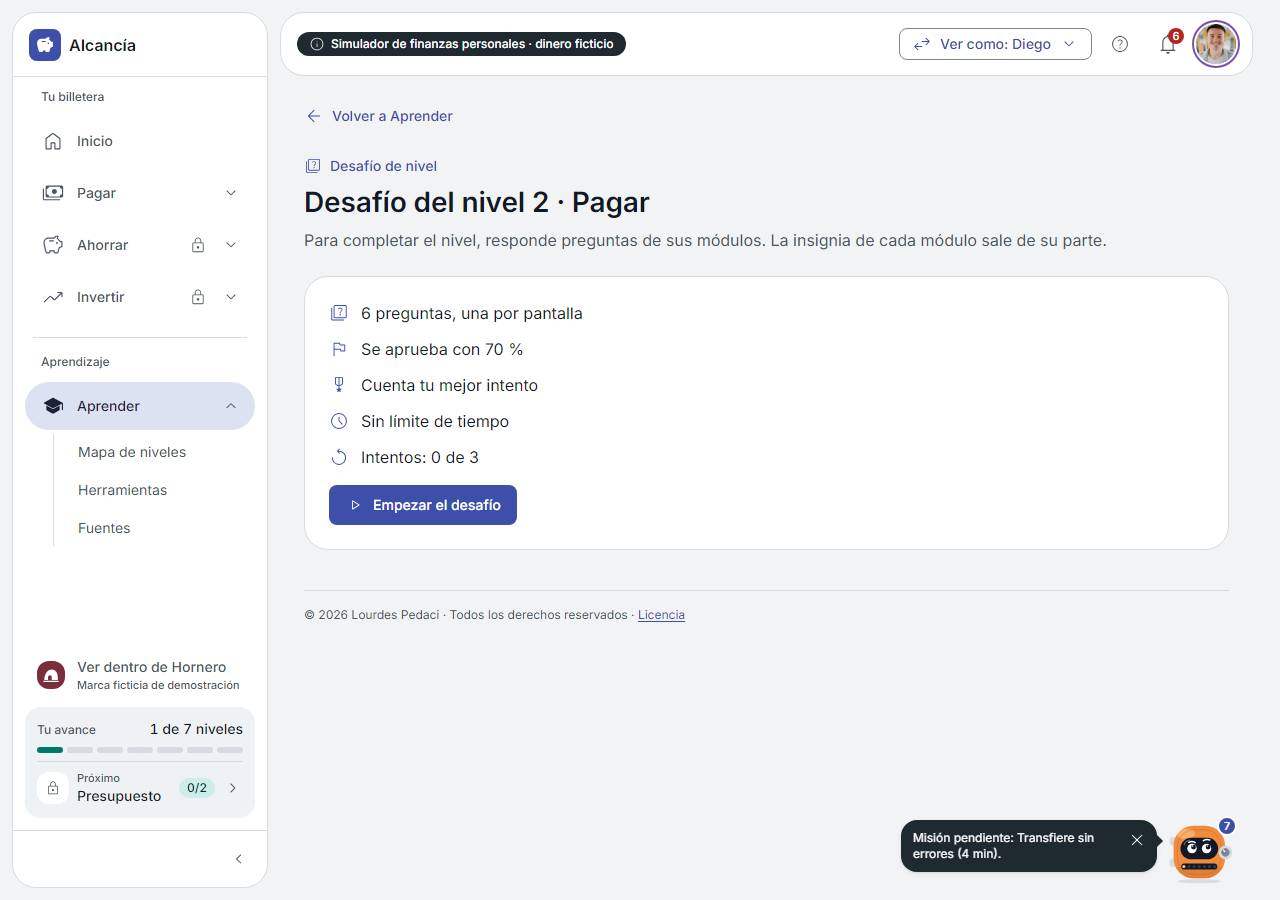 Alcancía
Tu billetera
Inicio
Pagar
Ahorrar
Invertir
Aprendizaje
Aprender
Mapa de niveles
Herramientas
Fuentes
Ver dentro de Hornero
Marca ficticia de demostración
Tu avance
1 de 7 niveles
Próximo
Presupuesto
0/2
Simulador de finanzas personales · dinero ficticio
Ver como: Diego
6
Volver a Aprender
Desafío de nivel
Desafío del nivel 2 · Pagar
Para completar el nivel, responde preguntas de sus módulos. La insignia de cada módulo sale de su parte.
6 preguntas, una por pantalla
Se aprueba con 70 %
Cuenta tu mejor intento
Sin límite de tiempo
Intentos: 0 de 3
Empezar el desafío
© 2026 Lourdes Pedaci · Todos los derechos reservados · Licencia
Misión pendiente: Transfiere sin
errores (4 min).
7